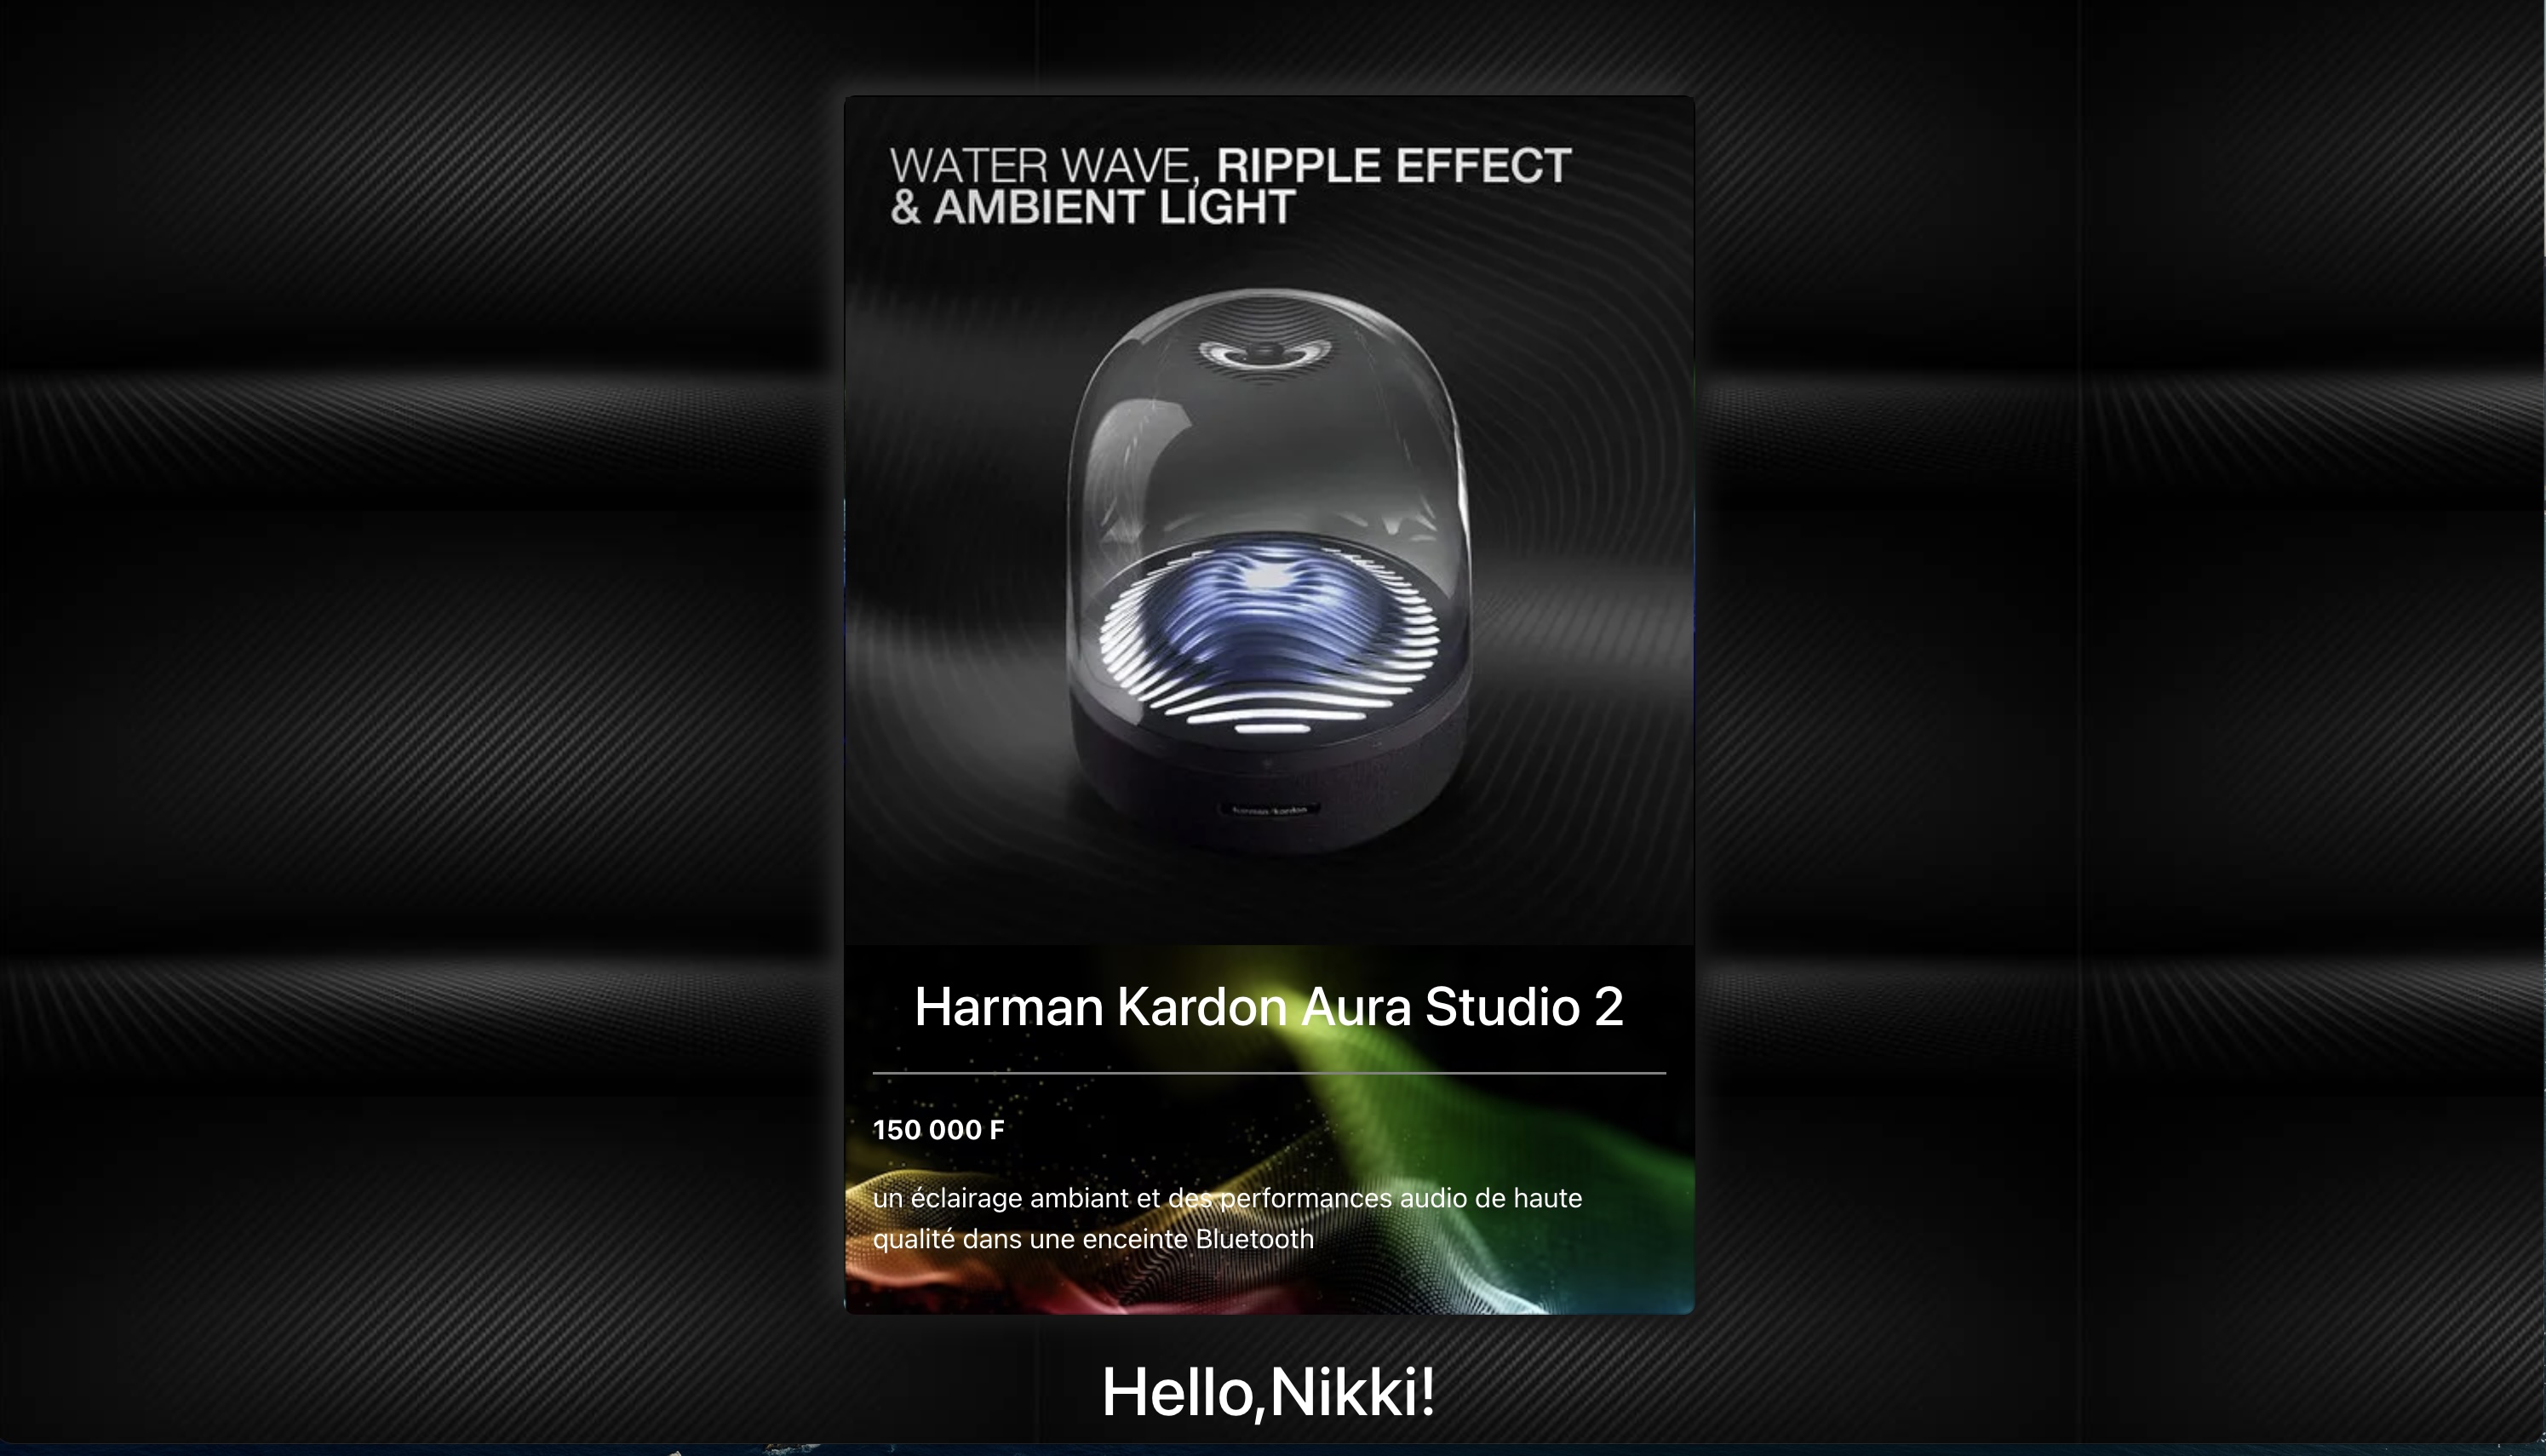 WATER WAVE, RIPPLE EFFECT
& AMBIENT LIGHT
harman/kardon
Harman Kardon Aura Studio 2
150 000 F
un éclairage ambiant et des performances audio de haute
qualité dans une enceinte Bluetooth
Hello,Nikki!